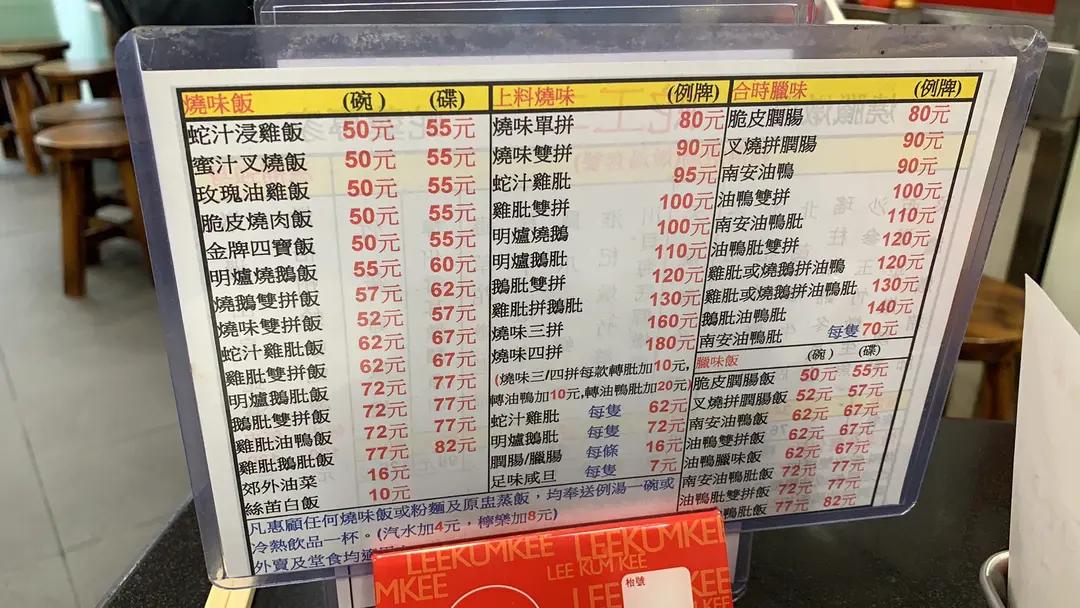 燒味飯 (碗) (碟)
蛇汁浸雞飯 50元 55元
蜜汁叉燒飯 50元 55元
玫瑰油雞飯 50元 55元
脆皮燒肉飯 50元 55元
金牌四寶飯 50元 55元
明爐燒鵝飯 55元 60元
燒鵝雙拼飯 57元 62元
燒味雙拼飯 52元 57元
蛇汁雞肶飯 62元 67元
雞肶雙拼飯 62元 67元
明爐鵝肶飯 72元 77元
鵝肶雙拼飯 72元 77元
雞肶油鴨飯 72元 77元
雞肶鵝肶飯 77元 82元
郊外油菜 16元
絲苗白飯 10元
上料燒味 (例牌)
燒味單拼 80元
燒味雙拼 90元
蛇汁雞肶 95元
雞肶雙拼 100元
明爐燒鵝 100元
明爐鵝肶 110元
鵝肶雙拼 120元
雞肶拼鵝肶 130元
燒味三拼 160元
燒味四拼 180元
(燒味三/四拼每款轉肶加10元,
轉油鴨加10元,轉油鴨肶加20元)
蛇汁雞肶 每隻 62元
明爐鵝肶 每隻 72元
膶腸/臘腸 每條 16元
足味咸旦 每隻 7元
合時臘味 (例牌)
脆皮膶腸 80元
叉燒拼膶腸 90元
南安油鴨 90元
油鴨雙拼 100元
南安油鴨肶 110元
油鴨肶雙拼 120元
雞肶或燒鵝拼油鴨 120元
雞肶或燒鵝拼油鴨肶 130元
鵝肶油鴨肶 140元
南安油鴨肶 每隻70元
臘味飯 (碗) (碟)
脆皮膶腸飯 50元 55元
叉燒拼膶腸飯 52元 57元
南安油鴨飯 62元 67元
油鴨雙拼飯 62元 67元
油鴨臘味飯 62元 67元
南安油鴨肶飯 72元 77元
油鴨肶雙拼飯 72元 77元
油鴨肶飯 77元 82元
凡惠顧任何燒味飯或粉麵及原盅蒸飯，均奉送例湯一碗或
冷熱飲品一杯。(汽水加4元，檸樂加8元)
外賣及堂食均適用
LEEKUMKEE LEEKUMKEE
MKEE LEE KUM KEE
枱號